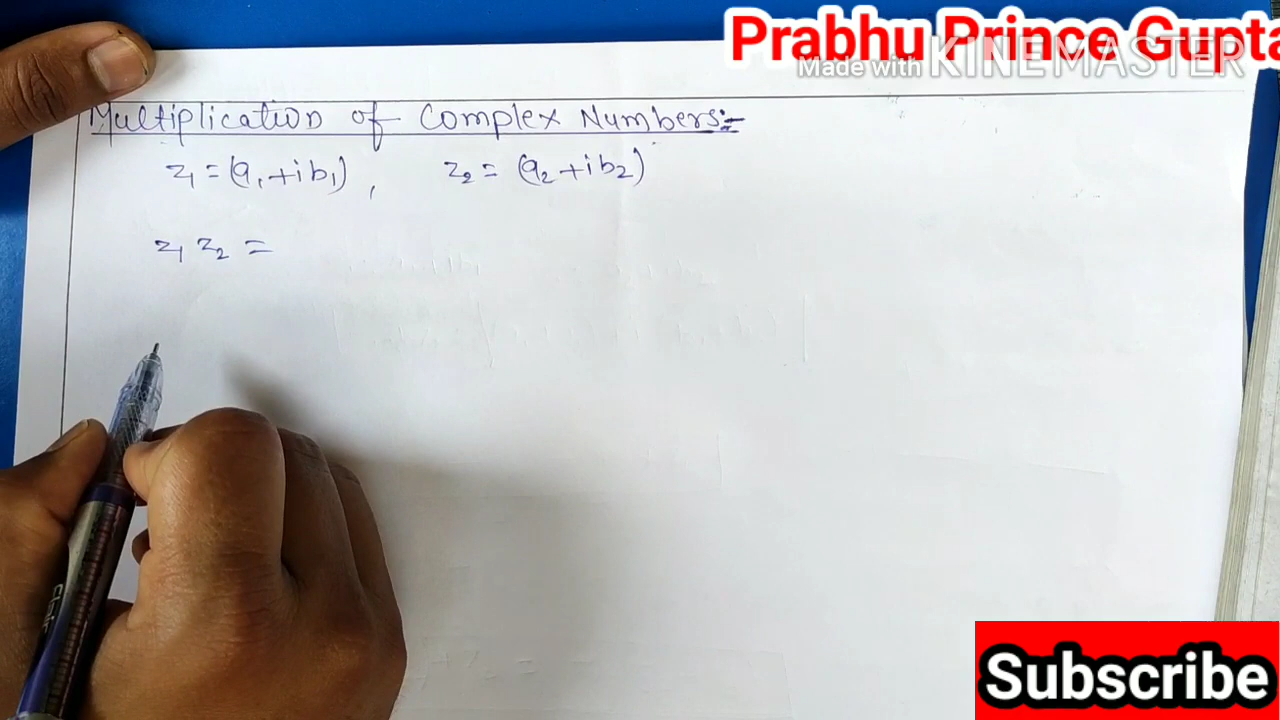 Prabhu Prince Gupta
Made with KINEMASTER
Multiplication of Complex Numbers:-
z₁ = (a₁+ib₁), z₂ = (a₂+ib₂)
z₁ z₂ =
Subscribe